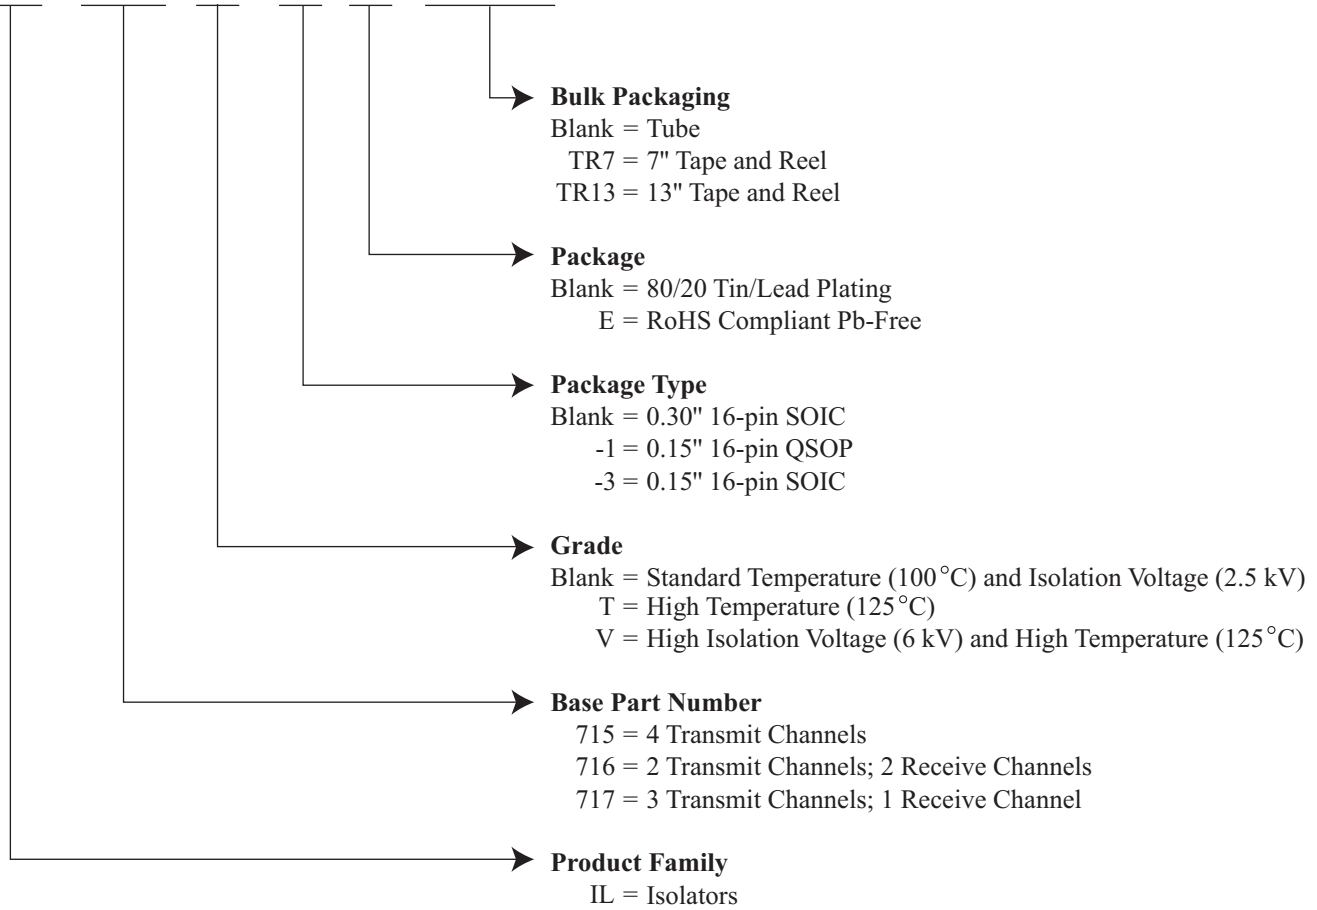 Bulk Packaging
Blank = Tube
TR7 = 7" Tape and Reel
TR13 = 13" Tape and Reel
Package
Blank = 80/20 Tin/Lead Plating
E = RoHS Compliant Pb-Free
Package Type
Blank = 0.30" 16-pin SOIC
-1 = 0.15" 16-pin QSOP
-3 = 0.15" 16-pin SOIC
Grade
Blank = Standard Temperature (100°C) and Isolation Voltage (2.5 kV)
T = High Temperature (125°C)
V = High Isolation Voltage (6 kV) and High Temperature (125°C)
Base Part Number
715 = 4 Transmit Channels
716 = 2 Transmit Channels; 2 Receive Channels
717 = 3 Transmit Channels; 1 Receive Channel
Product Family
IL = Isolators